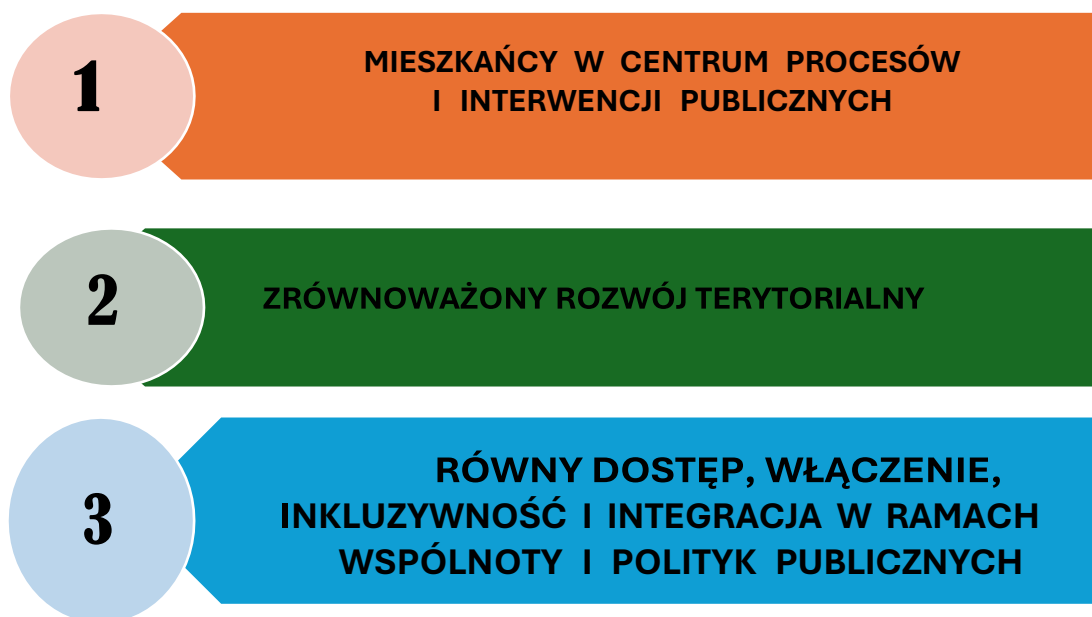 1
MIESZKAŃCY W CENTRUM PROCESÓW
I INTERWENCJI PUBLICZNYCH
2
ZRÓWNOWAŻONY ROZWÓJ TERYTORIALNY
3
RÓWNY DOSTĘP, WŁĄCZENIE,
INKLUZYWNOŚĆ I INTEGRACJA W RAMACH
WSPÓLNOTY I POLITYK PUBLICZNYCH